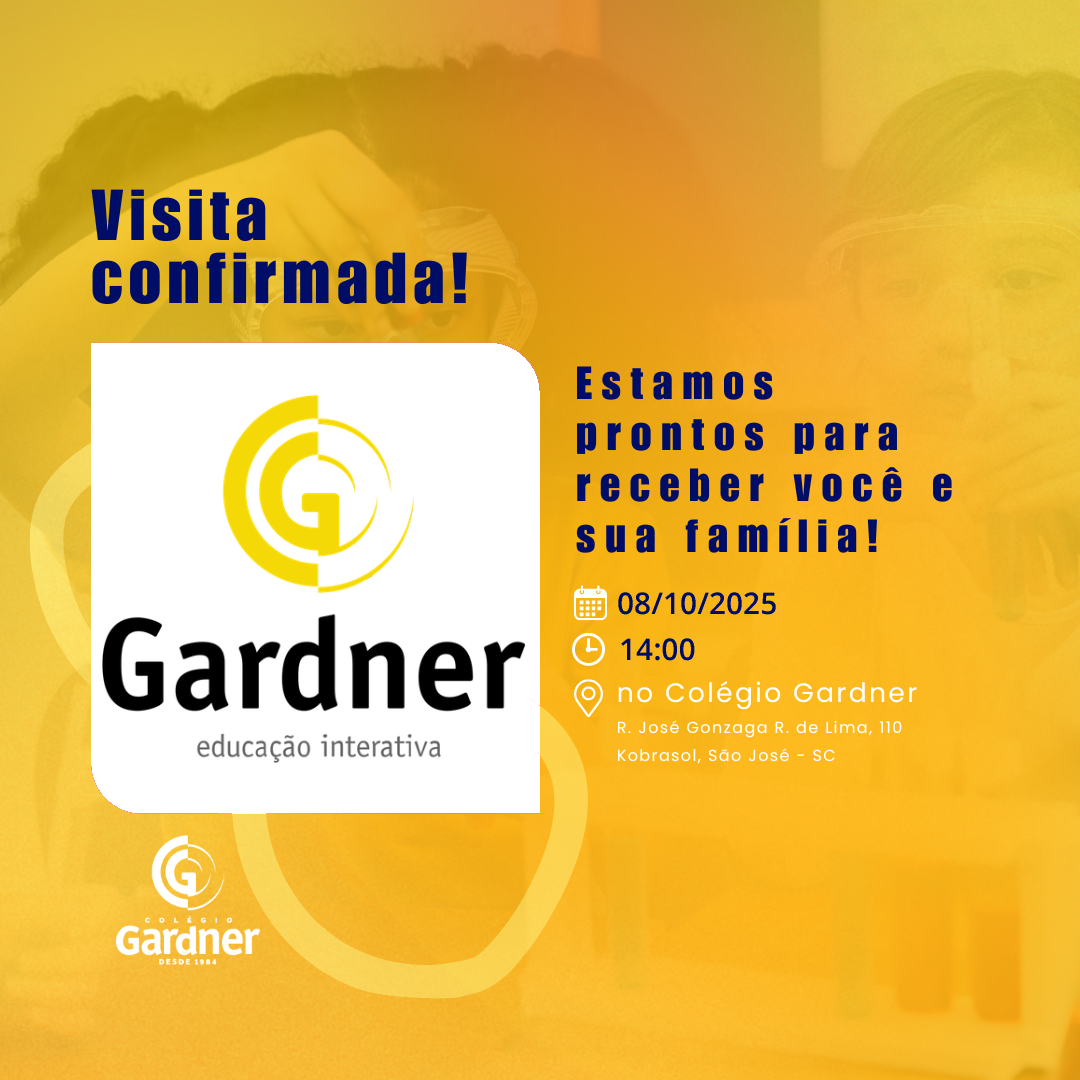 Visita
confirmada!
G
Gardner
educação interativa
Estamos
prontos para
receber você e
sua família!
08/10/2025
14:00
no Colégio Gardner
R. José Gonzaga R. de Lima, 110
Kobrasol, São José - SC
G
COLÉGIO
Gardner
DESDE 1984